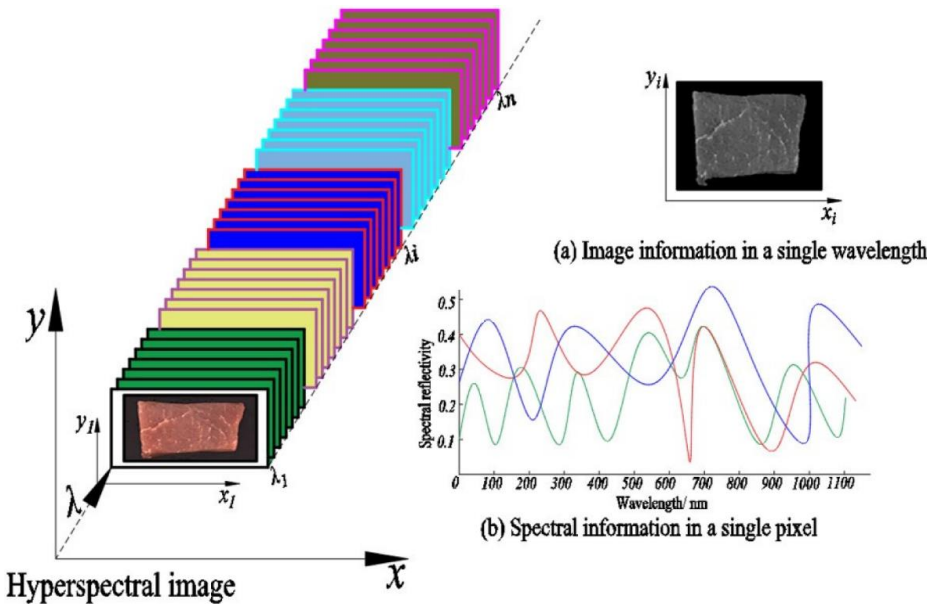 λn
λi
y
y1
λ1
x1
λ
x
Hyperspectral image
yi
xi
(a) Image information in a single wavelength
0.5
0.4
0.3
0.2
0.1
Spectral reflectivity
0 100 200 300 400 500 600 700 800 900 1000 1100
Wavelength/ nm
(b) Spectral information in a single pixel